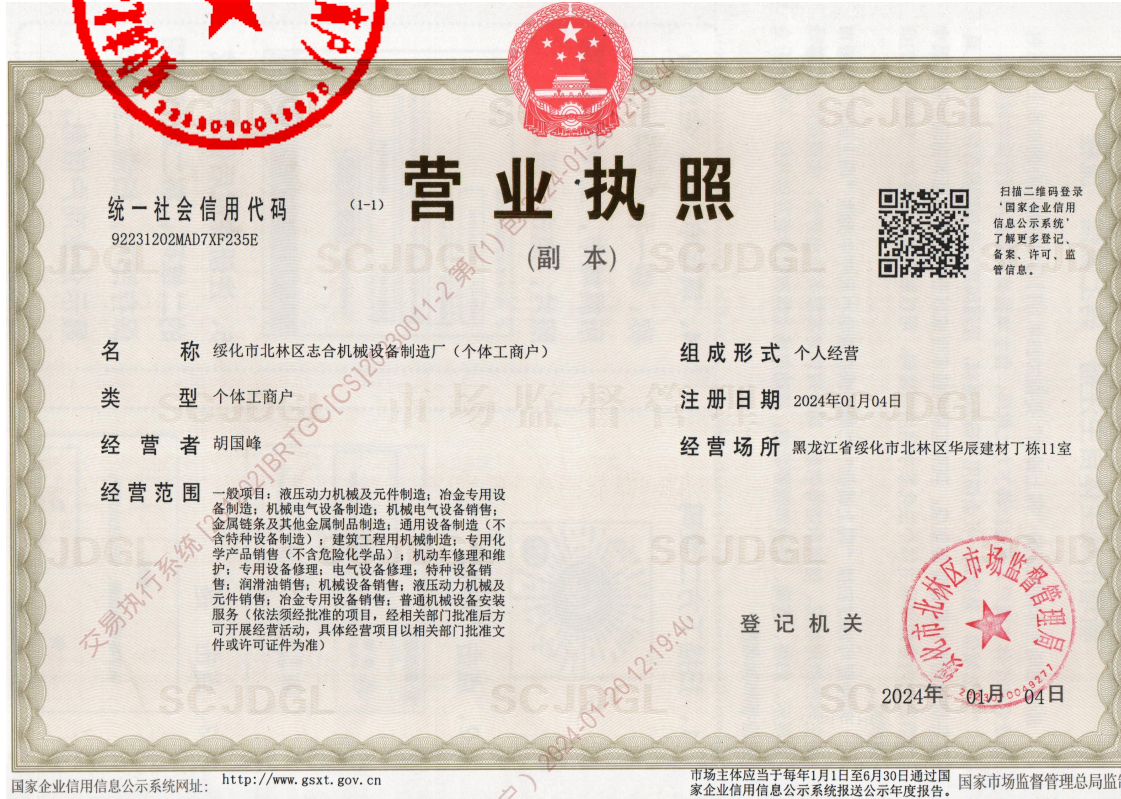 营业执照
(副 本)
统一社会信用代码
92231202MAD7XF235E
(1-1)
扫描二维码登录
‘国家企业信用
信息公示系统’
了解更多登记、
备案、许可、监
管信息。
名 称 绥化市北林区志合机械设备制造厂（个体工商户）
类 型 个体工商户
经 营 者 胡国峰
经营范围 一般项目：液压动力机械及元件制造；冶金专用设
备制造；机械电气设备制造；机械电气设备销售；
金属链条及其他金属制品制造；通用设备制造（不
含特种设备制造）；建筑工程用机械制造；专用化
学产品销售（不含危险化学品）；机动车修理和维
护；专用设备修理；电气设备修理；特种设备销
售；润滑油销售；机械设备销售；液压动力机械及
元件销售；冶金专用设备销售；普通机械设备安装
服务（依法须经批准的项目，经相关部门批准后方
可开展经营活动，具体经营项目以相关部门批准文
件或许可证件为准）
组成形式 个人经营
注册日期 2024年01月04日
经营场所 黑龙江省绥化市北林区华辰建材丁栋11室
登记机关
绥化市北林区市场监督管理局
2024年 01月 04日
国家企业信用信息公示系统网址： http://www.gsxt.gov.cn
市场主体应当于每年1月1日至6月30日通过国
家企业信用信息公示系统报送公示年度报告。
国家市场监督管理总局监制
SCJDGL
市场监督管理